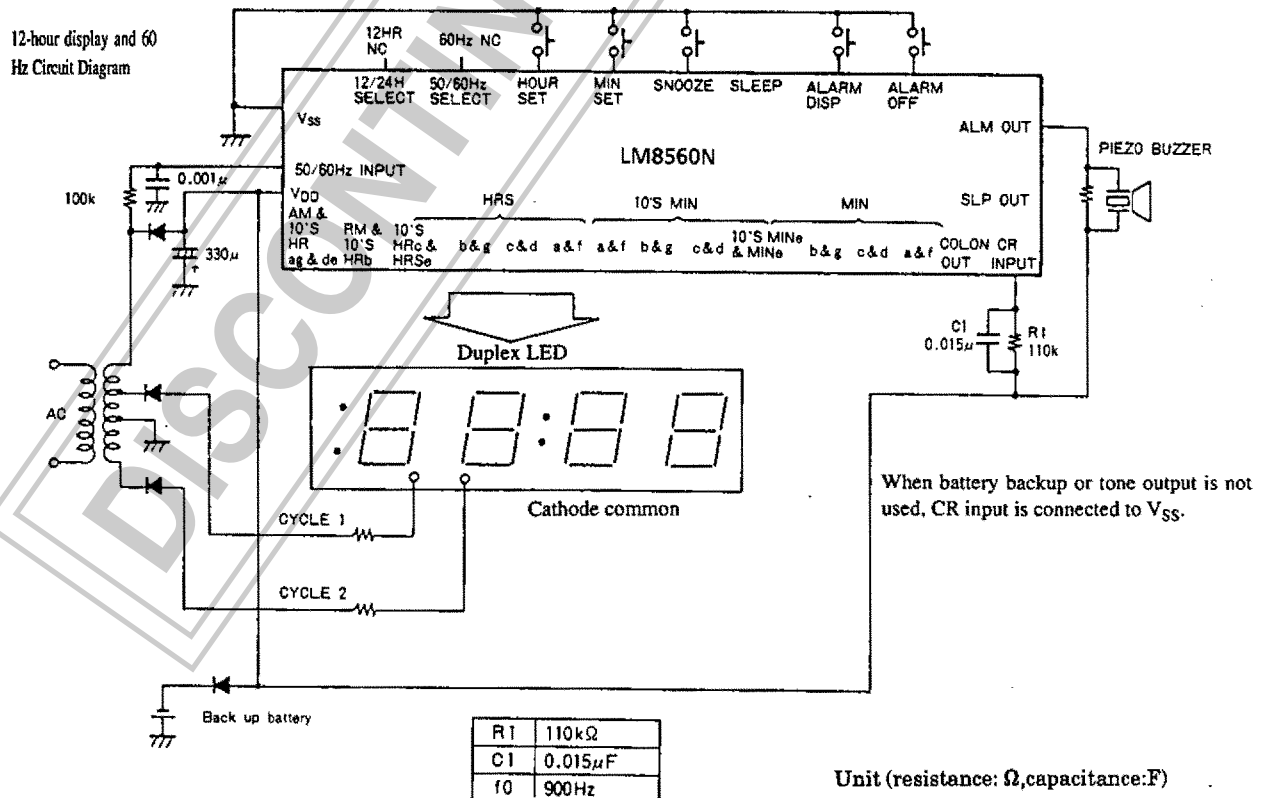 12-hour display and 60
Hz Circuit Diagram
12HR
NC
60Hz NC
12/24H
SELECT
50/60Hz
SELECT
HOUR
SET
MIN
SET
SNOOZE
SLEEP
ALARM
DISP
ALARM
OFF
VSS
ALM OUT
LM8560N
PIEZO BUZZER
50/60Hz INPUT
0.001μ
100k
VDD
SLP OUT
HRS
10'S MIN
MIN
AM &
10'S
HR
ag & de
RM &
10'S
HRb
10'S
HRc &
HRSe
b&g
c&d
a&f
a&f
b&g
c&d
10'S MINe
& MINe
b&g
c&d
a&f
COLON
OUT
CR
INPUT
330μ
C1
0.015μ
R1
110k
Duplex LED
AC
Cathode common
CYCLE 1
CYCLE 2
When battery backup or tone output is not
used, CR input is connected to VSS.
Back up battery
R1 110kΩ
C1 0.015μF
f0 900Hz
Unit (resistance: Ω,capacitance:F)
DISCONTIN